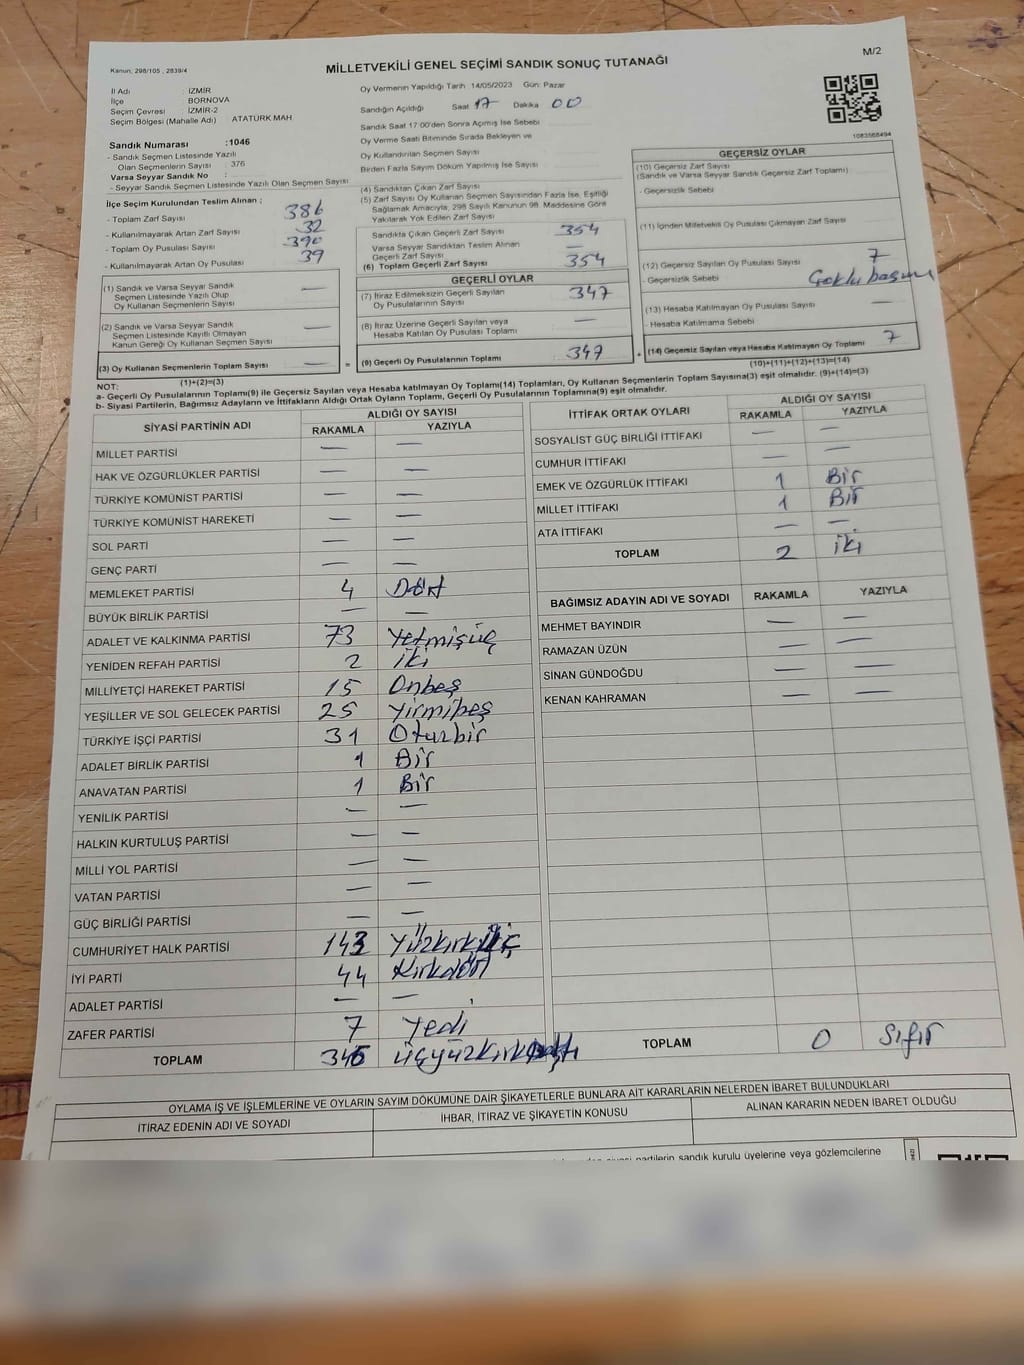 Kanun; 298/105 , 2839/4
MİLLETVEKİLİ GENEL SEÇİMİ SANDIK SONUÇ TUTANAĞI
M/2
İl Adı : İZMİR
İlçe : BORNOVA
Seçim Çevresi : İZMİR-2
Seçim Bölgesi (Mahalle Adı) : ATATÜRK MAH
Sandık Numarası :1046
- Sandık Seçmen Listesinde Yazılı
Olan Seçmenlerin Sayısı : 376
Varsa Seyyar Sandık No :
- Seyyar Sandık Seçmen Listesinde Yazılı Olan Seçmen Sayısı
İlçe Seçim Kurulundan Teslim Alınan ;
- Toplam Zarf Sayısı 386
- Kullanılmayarak Artan Zarf Sayısı 32
- Toplam Oy Pusulası Sayısı 390
- Kullanılmayarak Artan Oy Pusulası 39
Oy Vermenin Yapıldığı Tarih 14/05/2023 Gün: Pazar
Sandığın Açıldığı Saat 17 Dakika 00
Sandık Saat 17:00'den Sonra Açımış İse Sebebi
Oy Verme Saati Bitiminde Sırada Bekleyen ve
Oy Kullandırılan Seçmen Sayısı
Birden Fazla Sayım Döküm Yapılmış İse Sayısı
(4) Sandıktan Çıkan Zarf Sayısı
(5) Zarf Sayısı Oy Kullanan Seçmen Sayısından Fazla İse, Eşitliği
Sağlamak Amacıyla, 298 Sayılı Kanunun 98. Maddesine Göre
Yakılarak Yok Edilen Zarf Sayısı
Sandıkta Çıkan Geçerli Zarf Sayısı 354
Varsa Seyyar Sandıktan Teslim Alınan
Geçerli Zarf Sayısı —
(6) Toplam Geçerli Zarf Sayısı 354
1083568494
GEÇERSİZ OYLAR
(10) Geçersiz Zarf Sayısı
(Sandık ve Varsa Seyyar Sandık Geçersiz Zarf Toplamı)
- Geçersizlik Sebebi
(11) İçinden Milletvekili Oy Pusulası Çıkmayan Zarf Sayısı
(12) Geçersiz Sayılan Oy Pusulası Sayısı 7
- Geçersizlik Sebebi
(13) Hesaba Katılmayan Oy Pusulası Sayısı —
- Hesaba Katılmama Sebebi
(14) Geçersiz Sayılan veya Hesaba Katılmayan Oy Toplamı 7
(10)+(11)+(12)+(13)=(14)
(1) Sandık ve Varsa Seyyar Sandık
Seçmen Listesinde Yazılı Olup
Oy Kullanan Seçmenlerin Sayısı —
(2) Sandık ve Varsa Seyyar Sandık
Seçmen Listesinde Kayıtlı Olmayan
Kanun Gereği Oy Kullanan Seçmen Sayısı —
(3) Oy Kullanan Seçmenlerin Toplam Sayısı —
(1)+(2)=(3)
GEÇERLİ OYLAR
(7) İtiraz Edilmeksizin Geçerli Sayılan
Oy Pusulasının Sayısı 347
(8) İtiraz Üzerine Geçerli Sayılan veya
Hesaba Katılan Oy Pusulası Toplamı —
= (9) Geçerli Oy Pusulalarının Toplamı 347 +
NOT:
a- Geçerli Oy Pusulalarının Toplamı(9) ile Geçersiz Sayılan veya Hesaba katılmayan Oy Toplamı(14) Toplamları, Oy Kullanan Seçmenlerin Toplam Sayısına(3) eşit olmalıdır. (9)+(14)=(3)
b- Siyasi Partilerin, Bağımsız Adayların ve İttifakların Aldığı Ortak Oyların Toplamı, Geçerli Oy Pusulalarının Toplamına(9) eşit olmalıdır.
SİYASİ PARTİNİN ADI ALDIĞI OY SAYISI
RAKAMLA YAZIYLA
MİLLET PARTİSİ — —
HAK VE ÖZGÜRLÜKLER PARTİSİ — —
TÜRKİYE KOMÜNİST PARTİSİ — —
TÜRKİYE KOMÜNİST HAREKETİ — —
SOL PARTİ — —
GENÇ PARTİ — —
MEMLEKET PARTİSİ 4 Dört
BÜYÜK BİRLİK PARTİSİ — —
ADALET VE KALKINMA PARTİSİ 73 Yetmişüç
YENİDEN REFAH PARTİSİ 2 İki
MİLLİYETÇİ HAREKET PARTİSİ 15 Onbeş
YEŞİLLER VE SOL GELECEK PARTİSİ 25 Yirmibeş
TÜRKİYE İŞÇİ PARTİSİ 31 Oturbir
ADALET BİRLİK PARTİSİ 1 Bir
ANAVATAN PARTİSİ 1 Bir
YENİLİK PARTİSİ — —
HALKIN KURTULUŞ PARTİSİ — —
MİLLİ YOL PARTİSİ — —
VATAN PARTİSİ — —
GÜÇ BİRLİĞİ PARTİSİ — —
CUMHURİYET HALK PARTİSİ 143 Yüzkırküç
İYİ PARTİ 44 Kırkdört
ADALET PARTİSİ — —
ZAFER PARTİSİ 7 Yedi
TOPLAM
İTTİFAK ORTAK OYLARI ALDIĞI OY SAYISI
RAKAMLA YAZIYLA
SOSYALİST GÜÇ BİRLİĞİ İTTİFAKI — —
CUMHUR İTTİFAKI — —
EMEK VE ÖZGÜRLÜK İTTİFAKI 1 Bir
MİLLET İTTİFAKI 1 Bir
ATA İTTİFAKI — —
TOPLAM 2 İki
BAĞIMSIZ ADAYIN ADI VE SOYADI RAKAMLA YAZIYLA
MEHMET BAYINDIR — —
RAMAZAN ÜZÜN — —
SİNAN GÜNDOĞDU — —
KENAN KAHRAMAN — —
TOPLAM 0 Sıfır
OYLAMA İŞ VE İŞLEMLERİNE VE OYLARIN SAYIM DÖKÜMÜNE DAİR ŞİKAYETLERLE BUNLARA AİT KARARLARIN NELERDEN İBARET BULUNDUKLARI
İTİRAZ EDENİN ADI VE SOYADI İHBAR, İTİRAZ VE ŞİKAYETİN KONUSU ALINAN KARARIN NEDEN İBARET OLDUĞU
partilerin sandık kurulu üyelerine veya gözlemcilerine